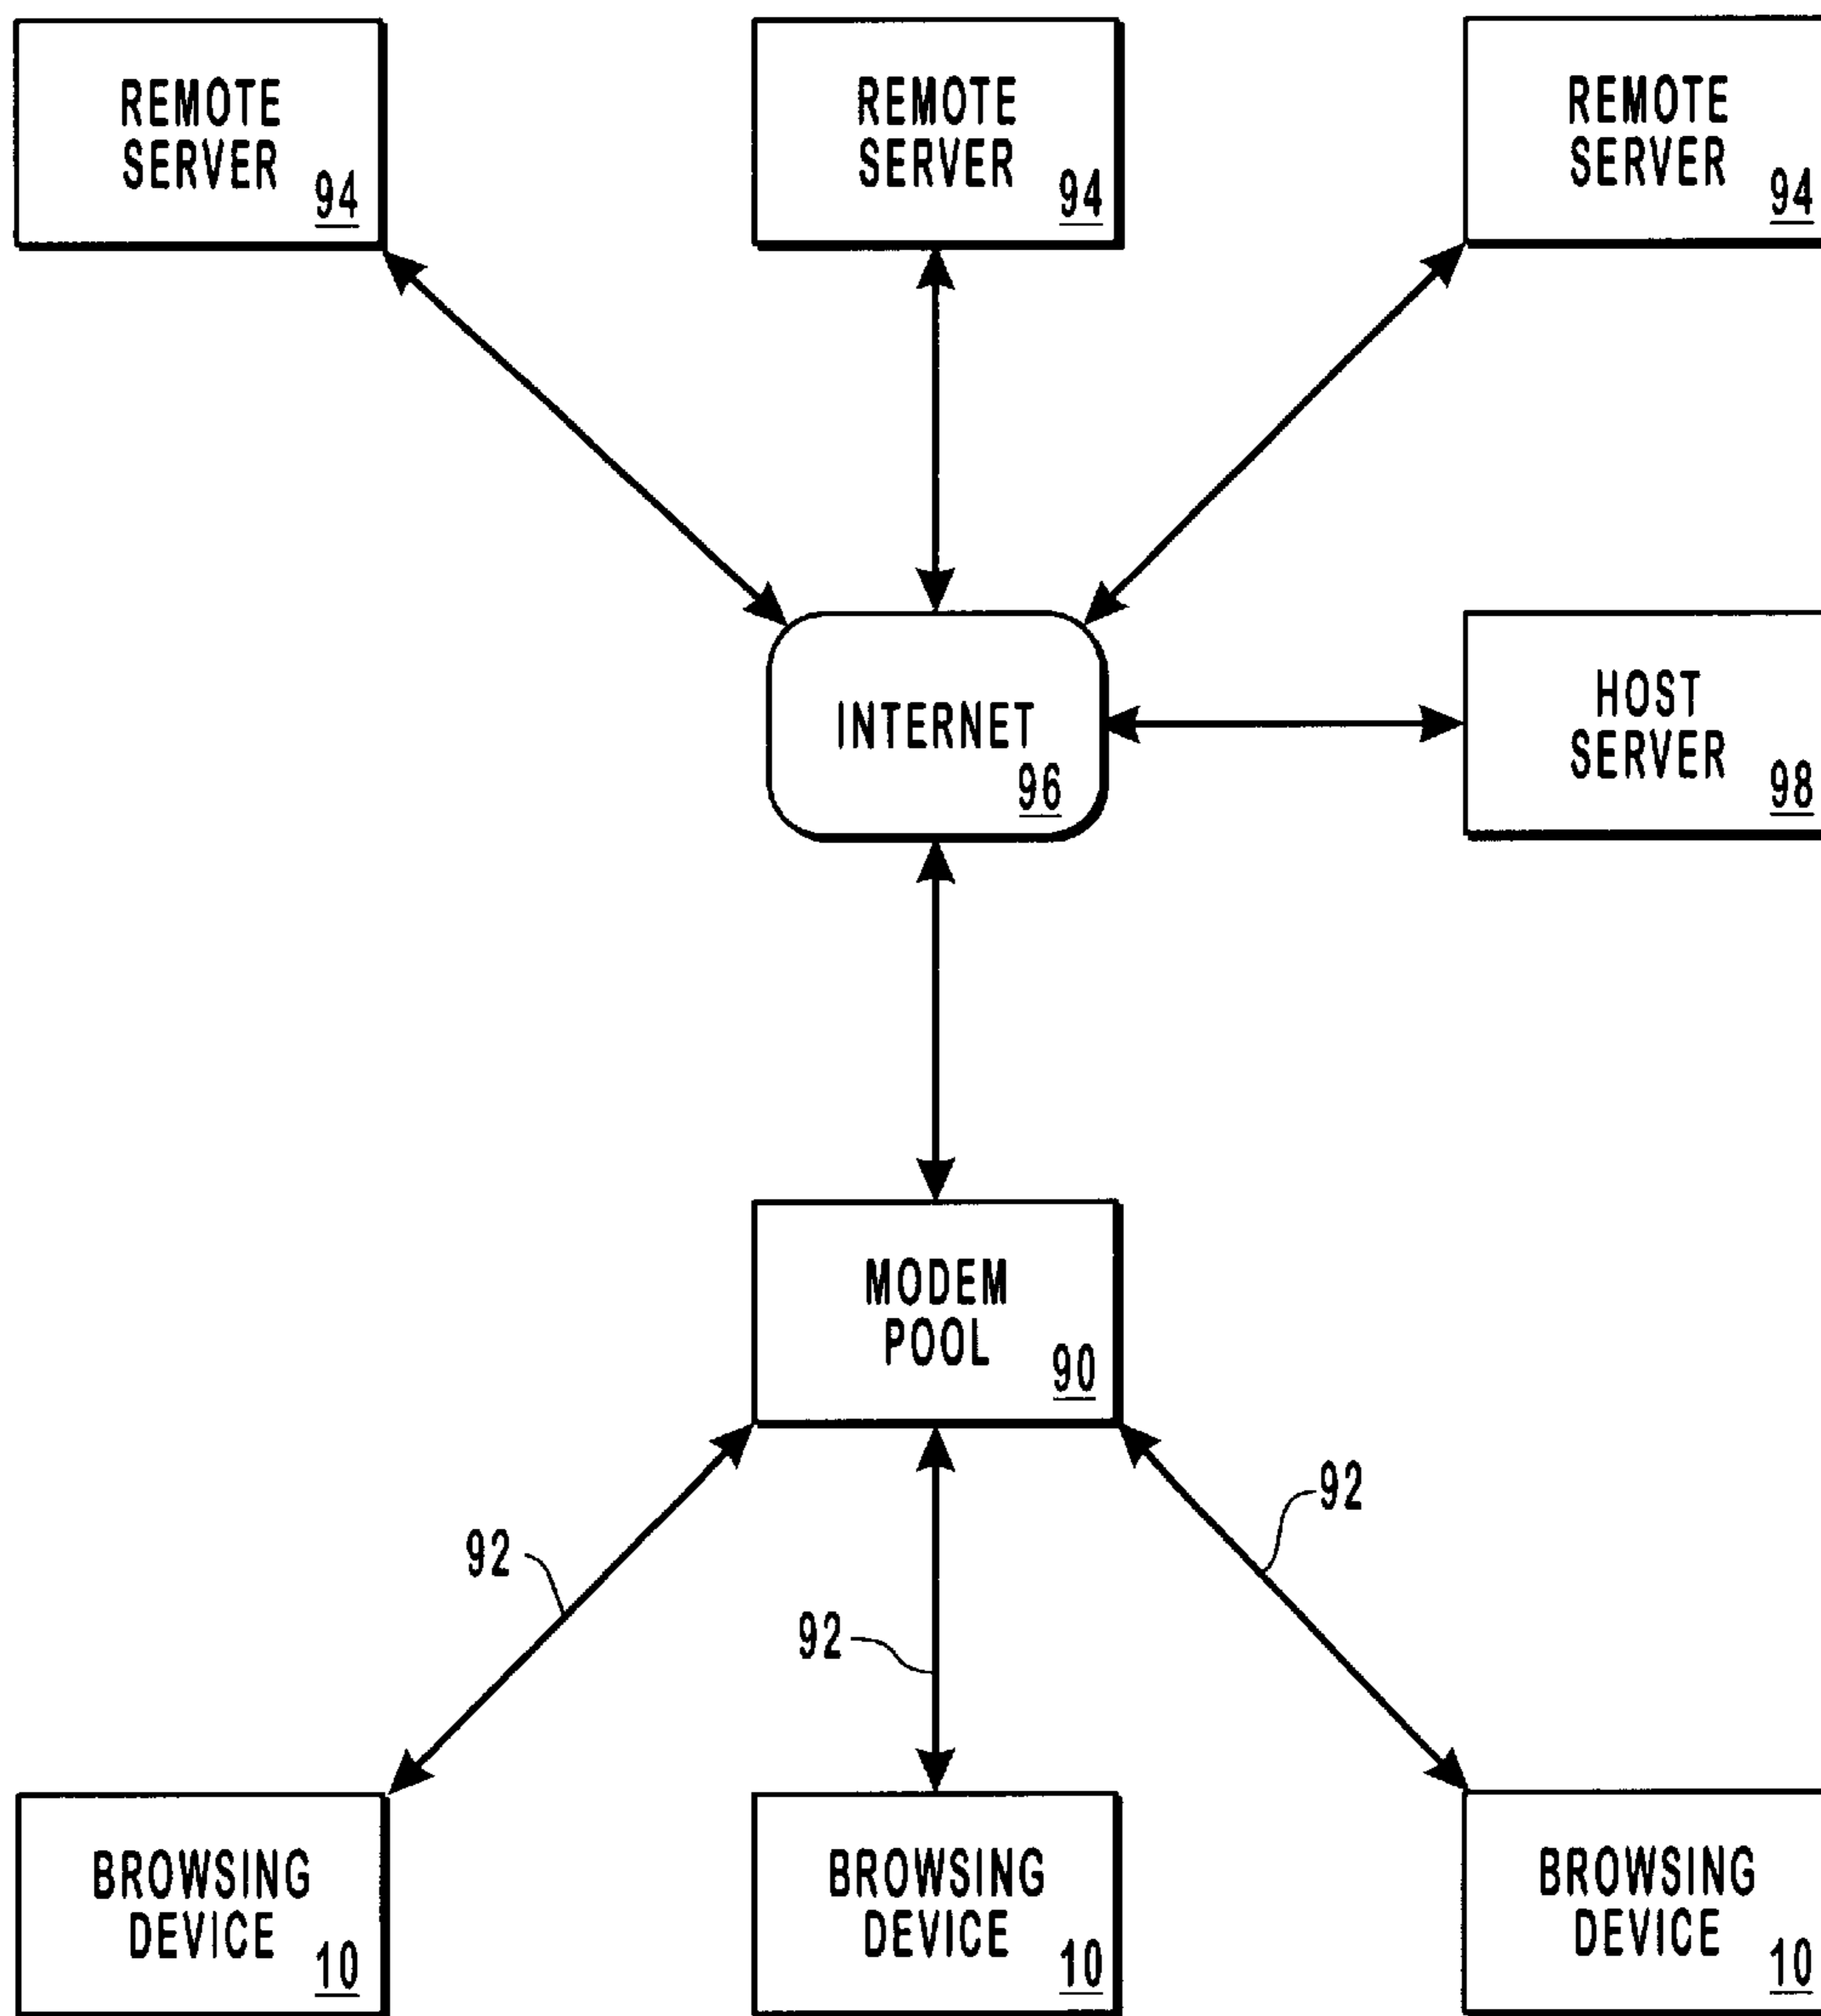 REMOTE
SERVER
94
REMOTE
SERVER
94
REMOTE
SERVER
94
INTERNET
96
HOST
SERVER
98
MODEM
POOL
90
92
92
92
BROWSING
DEVICE
10
BROWSING
DEVICE
10
BROWSING
DEVICE
10